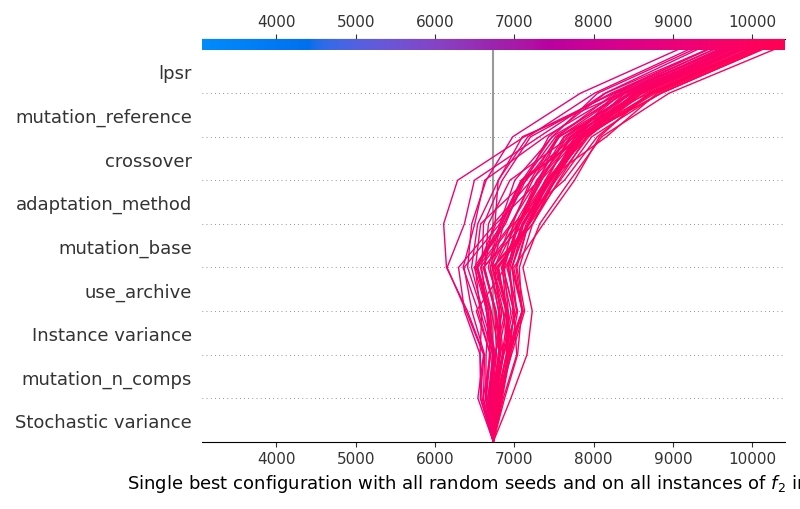 4000 5000 6000 7000 8000 9000 10000
lpsr
mutation_reference
crossover
adaptation_method
mutation_base
use_archive
Instance variance
mutation_n_comps
Stochastic variance
4000 5000 6000 7000 8000 9000 10000
Single best configuration with all random seeds and on all instances of f₂